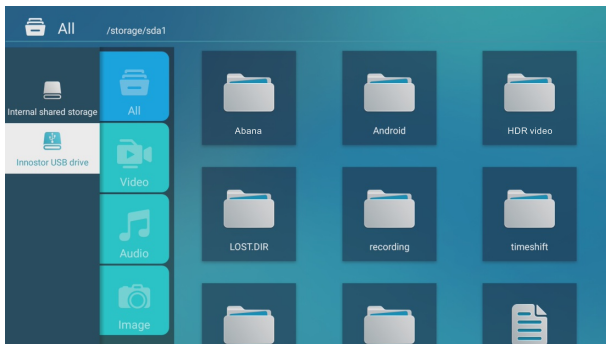 All /storage/sda1
Internal shared storage
Innostor USB drive
All
Video
Audio
Image
Abana
Android
HDR video
LOST.DIR
recording
timeshift